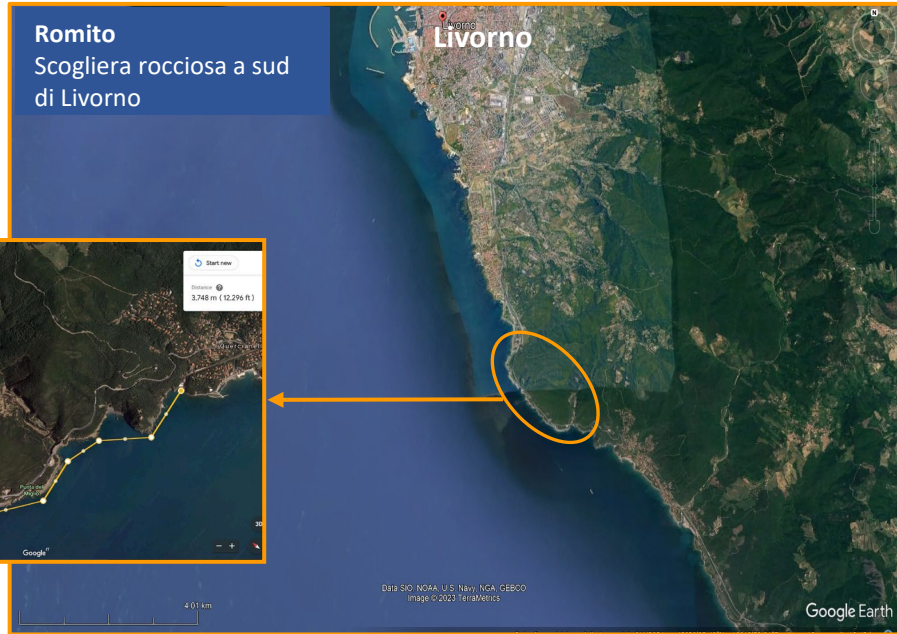 Romito
Scogliera rocciosa a sud
di Livorno
Livorno
Livorno
N
Start new
Distance
3,748 m (12,296 ft)
Google
3D
4.01 km
Data SIO, NOAA, U.S. Navy, NGA, GEBCO
Image © 2023 TerraMetrics
Google Earth